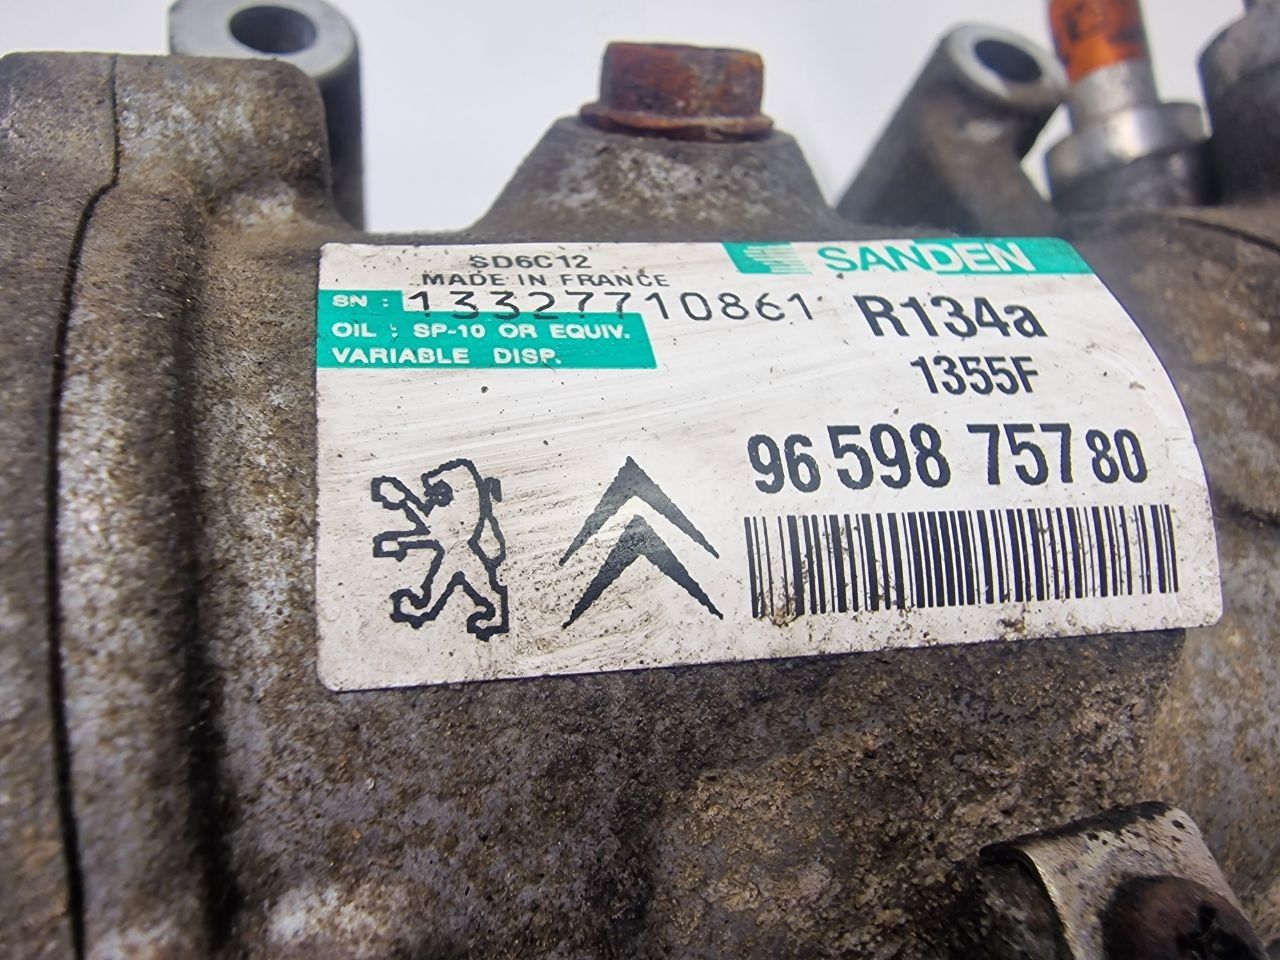 SD6C12
MADE IN FRANCE
SANDEN
SN : 13327710861
R134a
OIL : SP-10 OR EQUIV.
VARIABLE DISP.
1355F
96 598 757 80